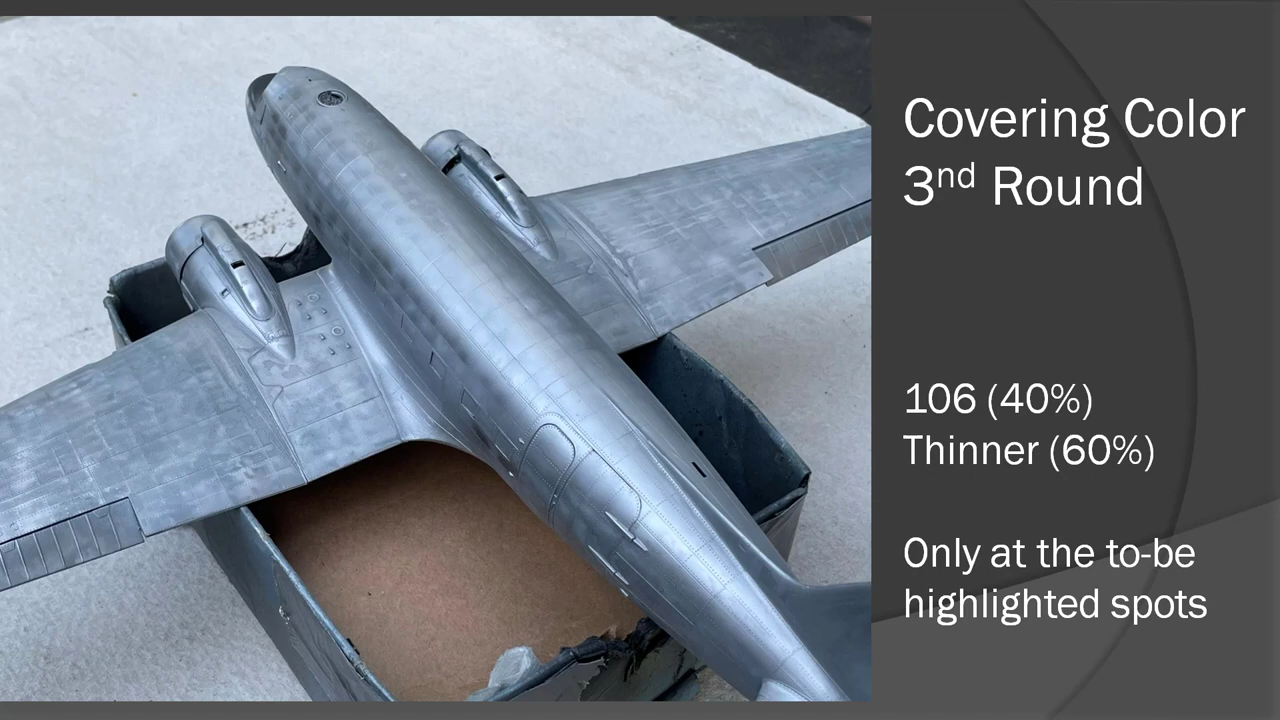 Covering Color
3nd Round
106 (40%)
Thinner (60%)
Only at the to-be
highlighted spots